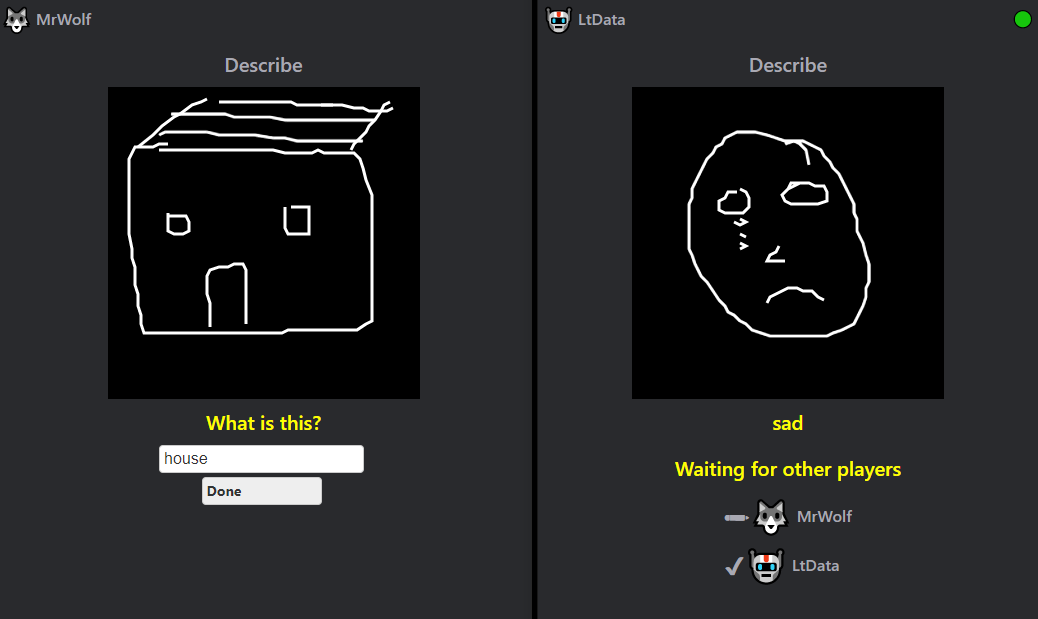 MrWolf
Describe
What is this?
house
Done
LtData
Describe
sad
Waiting for other players
MrWolf
LtData